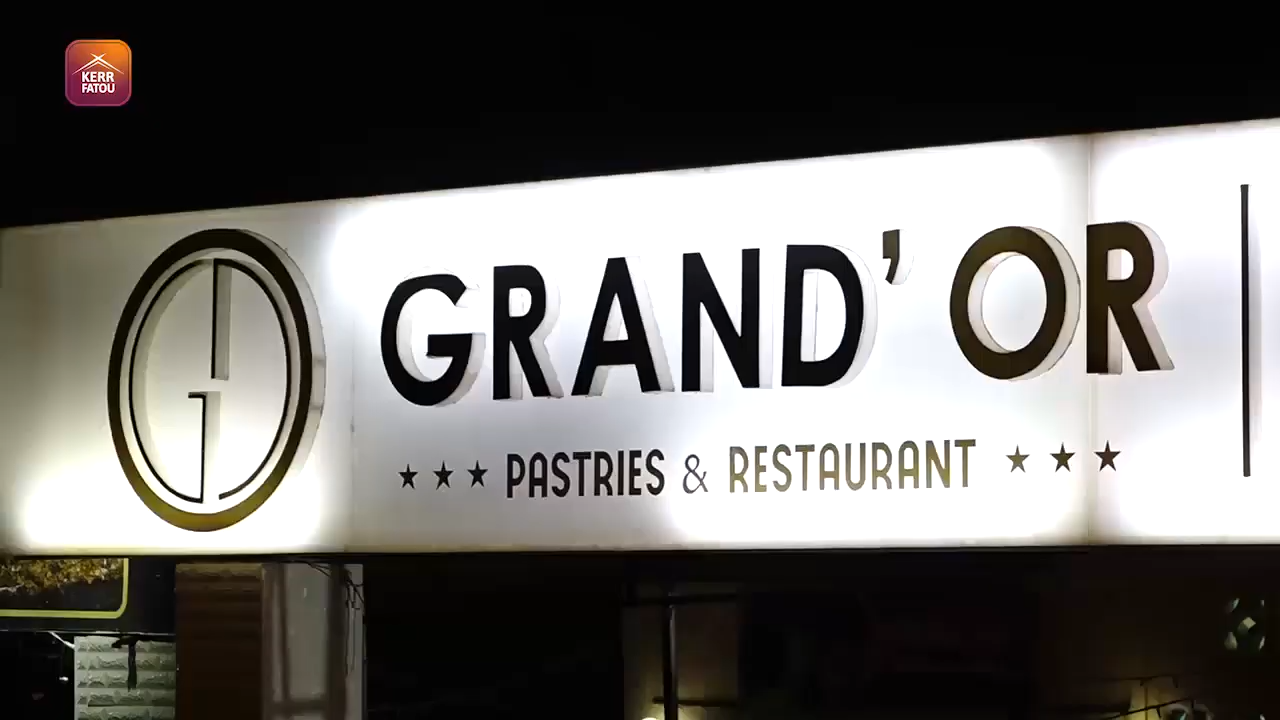 KERR
FATOU
GRAND'OR
★ ★ ★ PASTRIES & RESTAURANT ★ ★ ★